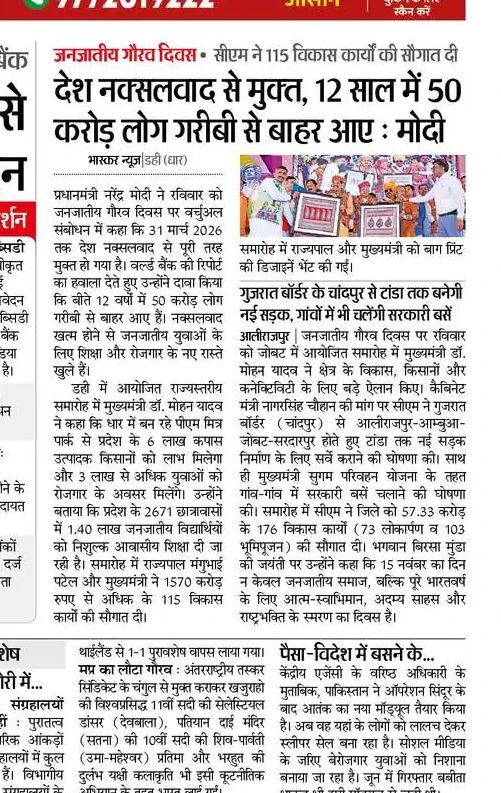 9772819222
आसान
स्कैन करें
बैंक
से
न
र्शन
जनजातीय गौरव दिवस • सीएम ने 115 विकास कार्यों की सौगात दी
देश नक्सलवाद से मुक्त, 12 साल में 50
करोड़ लोग गरीबी से बाहर आए : मोदी
भास्कर न्यूज|डही (धार)
प्रधानमंत्री नरेंद्र मोदी ने रविवार को
जनजातीय गौरव दिवस पर वर्चुअल
संबोधन में कहा कि 31 मार्च 2026
तक देश नक्सलवाद से पूरी तरह
मुक्त हो गया है। वर्ल्ड बैंक की रिपोर्ट
का हवाला देते हुए उन्होंने दावा किया
कि बीते 12 वर्षों में 50 करोड़ लोग
गरीबी से बाहर आए हैं। नक्सलवाद
खत्म होने से जनजातीय युवाओं के
लिए शिक्षा और रोजगार के नए रास्ते
खुले हैं।
डही में आयोजित राज्यस्तरीय
समारोह में मुख्यमंत्री डॉ. मोहन यादव
ने कहा कि धार में बन रहे पीएम मित्र
पार्क से प्रदेश के 6 लाख कपास
उत्पादक किसानों को लाभ मिलेगा
और 3 लाख से अधिक युवाओं को
रोजगार के अवसर मिलेंगे। उन्होंने
बताया कि प्रदेश के 2671 छात्रावासों
में 1.40 लाख जनजातीय विद्यार्थियों
को निशुल्क आवासीय शिक्षा दी जा
रही है। समारोह में राज्यपाल मंगुभाई
पटेल और मुख्यमंत्री ने 1570 करोड़
रुपए से अधिक के 115 विकास
कार्यों की सौगात दी।
समारोह में राज्यपाल और मुख्यमंत्री को बाग प्रिंट
की डिजाइनें भेंट की गईं।
गुजरात बॉर्डर के चांदपुर से टांडा तक बनेगी
नई सड़क, गांवों में भी चलेंगी सरकारी बसें
आलीराजपुर | जनजातीय गौरव दिवस पर रविवार
को जोबट में आयोजित समारोह में मुख्यमंत्री डॉ.
मोहन यादव ने क्षेत्र के विकास, किसानों और
कनेक्टिविटी के लिए बड़े ऐलान किए। कैबिनेट
मंत्री नागरसिंह चौहान की मांग पर सीएम ने गुजरात
बॉर्डर (चांदपुर) से आलीराजपुर-आम्बुआ-
जोबट-सरदारपुर होते हुए टांडा तक नई सड़क
निर्माण के लिए सर्वे कराने की घोषणा की। साथ
ही मुख्यमंत्री सुगम परिवहन योजना के तहत
गांव-गांव में सरकारी बसें चलाने की घोषणा
की। समारोह में सीएम ने जिले को 57.33 करोड़
के 176 विकास कार्यों (73 लोकार्पण व 103
भूमिपूजन) की सौगात दी। भगवान बिरसा मुंडा
की जयंती पर उन्होंने कहा कि 15 नवंबर का दिन
न केवल जनजातीय समाज, बल्कि पूरे भारतवर्ष
के लिए आत्म-स्वाभिमान, अदम्य साहस और
राष्ट्रभक्ति के स्मरण का दिवस है।
थाईलैंड से 1-1 पुरावशेष वापस लाया गया।
मप्र का लौटा गौरव : अंतरराष्ट्रीय तस्कर
सिंडिकेट के चंगुल से मुक्त कराकर खजुराहो
की विश्वप्रसिद्ध 11वीं सदी की सेलेस्टियल
डांसर (देवबाला), पतियान दाई मंदिर
(सतना) की 10वीं सदी की शिव-पार्वती
(उमा-महेश्वर) प्रतिमा और भरहुत की
दुर्लभ यक्षी कलाकृति भी इसी कूटनीतिक
अभियान के तहत भारत लाई गई।
पैसा-विदेश में बसने के...
केंद्रीय एजेंसी के वरिष्ठ अधिकारी के
मुताबिक, पाकिस्तान ने ऑपरेशन सिंदूर के
बाद आतंक का नया मॉड्यूल तैयार किया
है। अब वह यहां के लोगों को लालच देकर
स्लीपर सेल बना रहा है। सोशल मीडिया
के जरिए बेरोजगार युवाओं को निशाना
बनाया जा रहा है। जून में गिरफ्तार बबीता